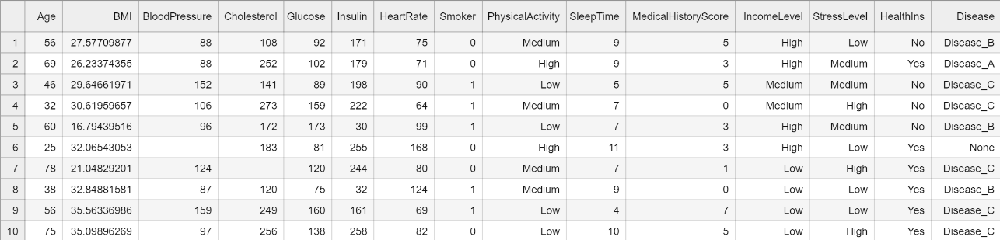 Age BMI BloodPressure Cholesterol Glucose Insulin HeartRate Smoker PhysicalActivity SleepTime MedicalHistoryScore IncomeLevel StressLevel HealthIns Disease
1 56 27.57709877 88 108 92 171 75 0 Medium 9 5 High Low No Disease_B
2 69 26.23374355 88 252 102 179 71 0 High 9 3 High Medium Yes Disease_A
3 46 29.64661971 152 141 89 198 90 1 Low 5 5 Medium Medium No Disease_C
4 32 30.61959657 106 273 159 222 64 1 Medium 7 0 Medium High No Disease_C
5 60 16.79439516 96 172 173 30 99 1 Low 7 3 High Medium No Disease_B
6 25 32.06543053 183 81 255 168 0 High 11 3 High Low Yes None
7 78 21.04829201 124 120 244 80 0 Medium 7 1 Low High Yes Disease_C
8 38 32.84881581 87 120 75 32 124 1 Medium 9 0 Low Low Yes Disease_B
9 56 35.56336986 159 249 160 161 69 1 Low 4 7 Low Low Yes Disease_C
10 75 35.09896269 97 256 138 258 82 0 Low 10 5 Low High Yes Disease_C